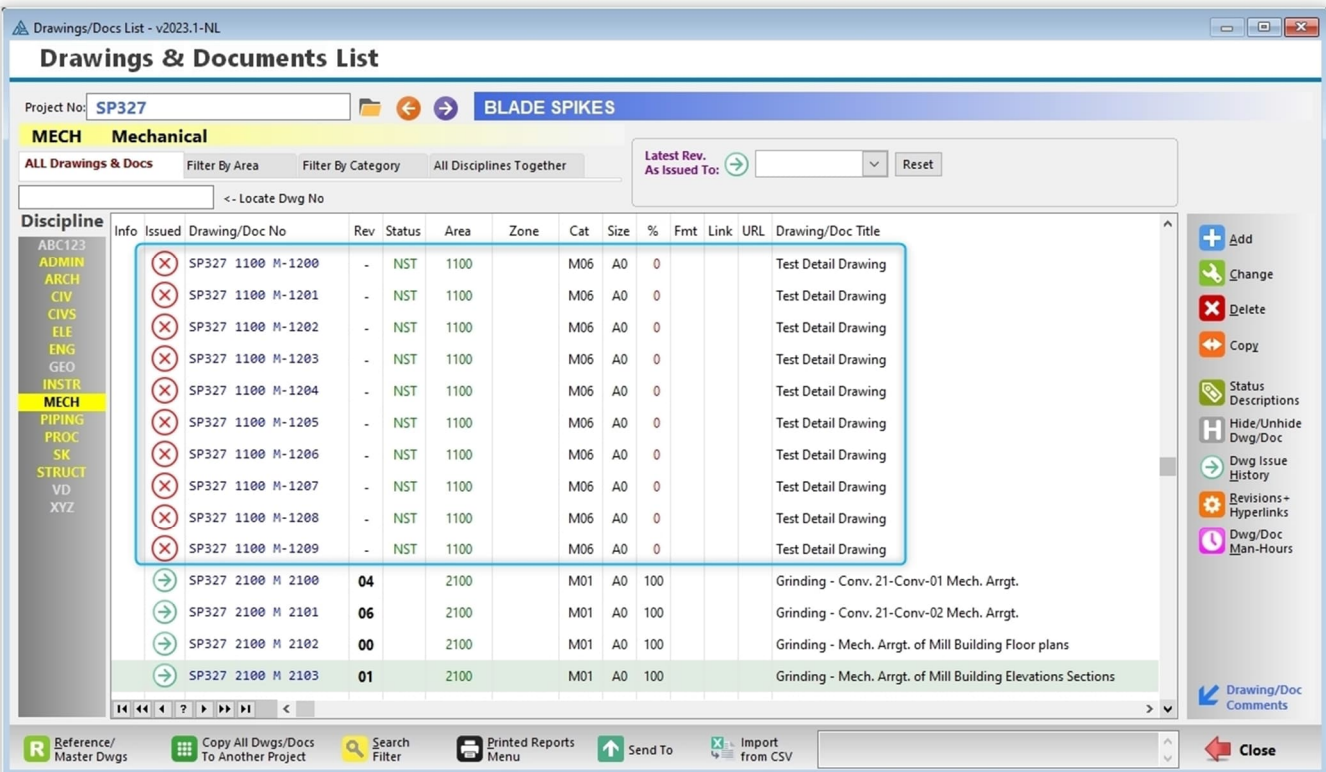 Drawings/Docs List - v2023.1-NL
Drawings & Documents List
Project No: SP327 BLADE SPIKES
MECH Mechanical
ALL Drawings & Docs Filter By Area Filter By Category All Disciplines Together
Latest Rev.
As Issued To: Reset
<- Locate Dwg No
Discipline
ABC123
ADMIN
ARCH
CIV
CIVS
ELE
ENG
GEO
INSTR
MECH
PIPING
PROC
SK
STRUCT
VD
XYZ
Info Issued Drawing/Doc No Rev Status Area Zone Cat Size % Fmt Link URL Drawing/Doc Title
SP327 1100 M-1200 - NST 1100 M06 A0 0 Test Detail Drawing
SP327 1100 M-1201 - NST 1100 M06 A0 0 Test Detail Drawing
SP327 1100 M-1202 - NST 1100 M06 A0 0 Test Detail Drawing
SP327 1100 M-1203 - NST 1100 M06 A0 0 Test Detail Drawing
SP327 1100 M-1204 - NST 1100 M06 A0 0 Test Detail Drawing
SP327 1100 M-1205 - NST 1100 M06 A0 0 Test Detail Drawing
SP327 1100 M-1206 - NST 1100 M06 A0 0 Test Detail Drawing
SP327 1100 M-1207 - NST 1100 M06 A0 0 Test Detail Drawing
SP327 1100 M-1208 - NST 1100 M06 A0 0 Test Detail Drawing
SP327 1100 M-1209 - NST 1100 M06 A0 0 Test Detail Drawing
SP327 2100 M 2100 04 2100 M01 A0 100 Grinding - Conv. 21-Conv-01 Mech. Arrgt.
SP327 2100 M 2101 06 2100 M01 A0 100 Grinding - Conv. 21-Conv-02 Mech. Arrgt.
SP327 2100 M 2102 00 2100 M01 A0 100 Grinding - Mech. Arrgt. of Mill Building Floor plans
SP327 2100 M 2103 01 2100 M01 A0 100 Grinding - Mech. Arrgt. of Mill Building Elevations Sections
?
Add
Change
Delete
Copy
Status
Descriptions
H Hide/Unhide
Dwg/Doc
Dwg Issue
History
Revisions+
Hyperlinks
Dwg/Doc
Man-Hours
Drawing/Doc
Comments
R Reference/
Master Dwgs
Copy All Dwgs/Docs
To Another Project
Search
Filter
Printed Reports
Menu
Send To
Import
from CSV
Close